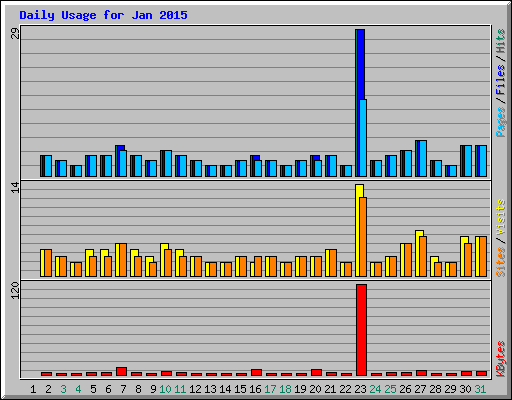 Daily Usage for Jan 2015
29
Pages / Files / Hits
14
Sites / Visits
120
KBytes
1 2 3 4 5 6 7 8 9 10 11 12 13 14 15 16 17 18 19 20 21 22 23 24 25 26 27 28 29 30 31